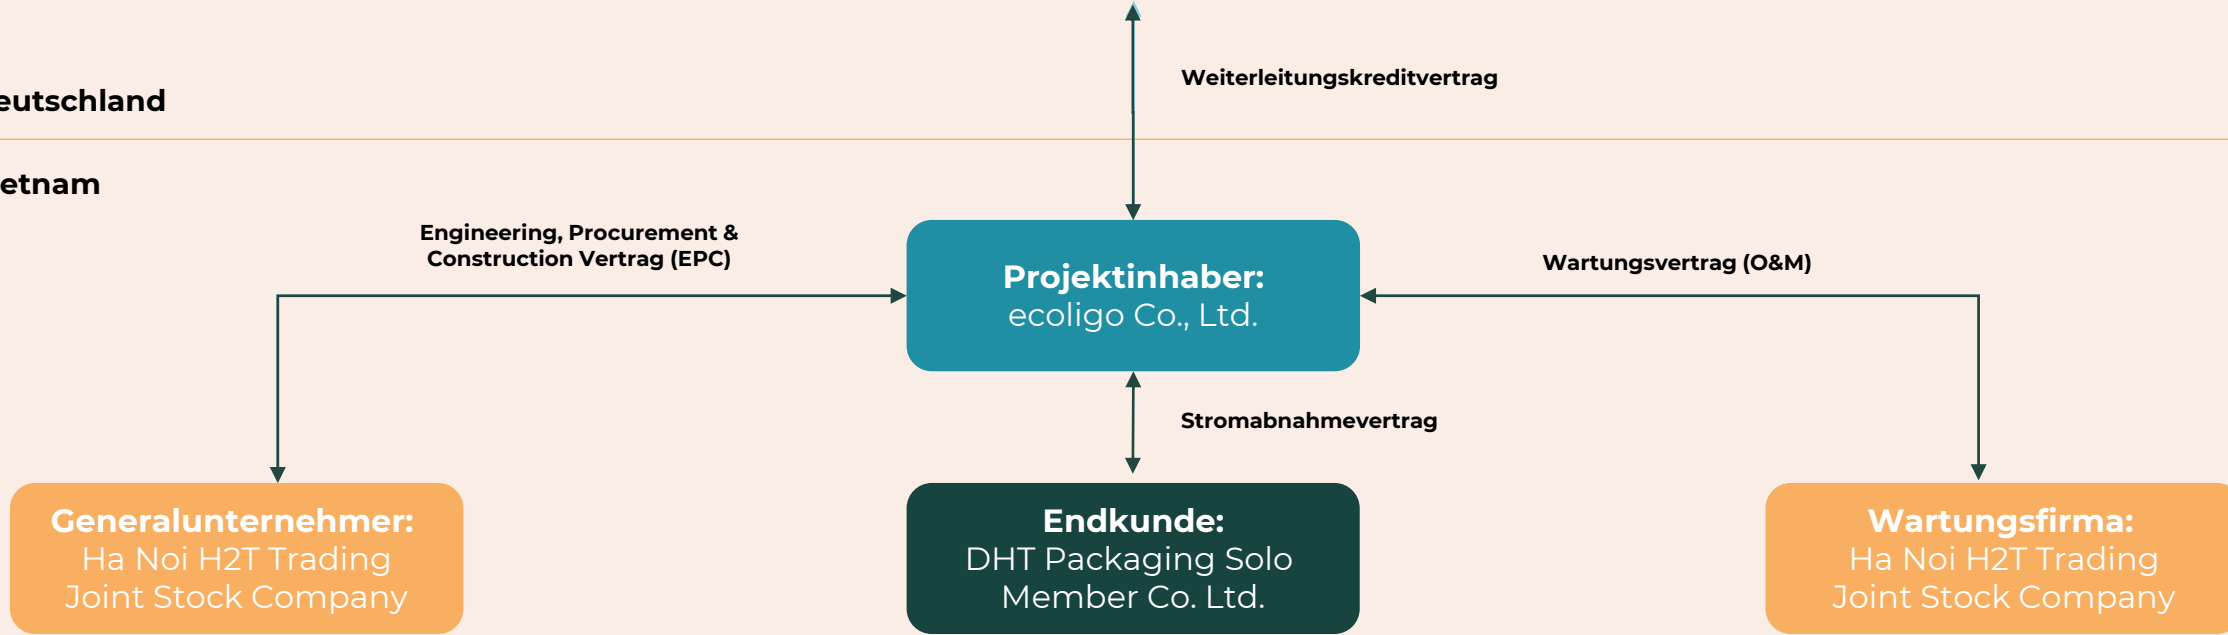 Weiterleitungskreditvertrag
eutschland
etnam
Engineering, Procurement &
Construction Vertrag (EPC)
Projektinhaber:
ecoligo Co., Ltd.
Wartungsvertrag (O&M)
Stromabnahmevertrag
Generalunternehmer:
Ha Noi H2T Trading
Joint Stock Company
Endkunde:
DHT Packaging Solo
Member Co. Ltd.
Wartungsfirma:
Ha Noi H2T Trading
Joint Stock Company